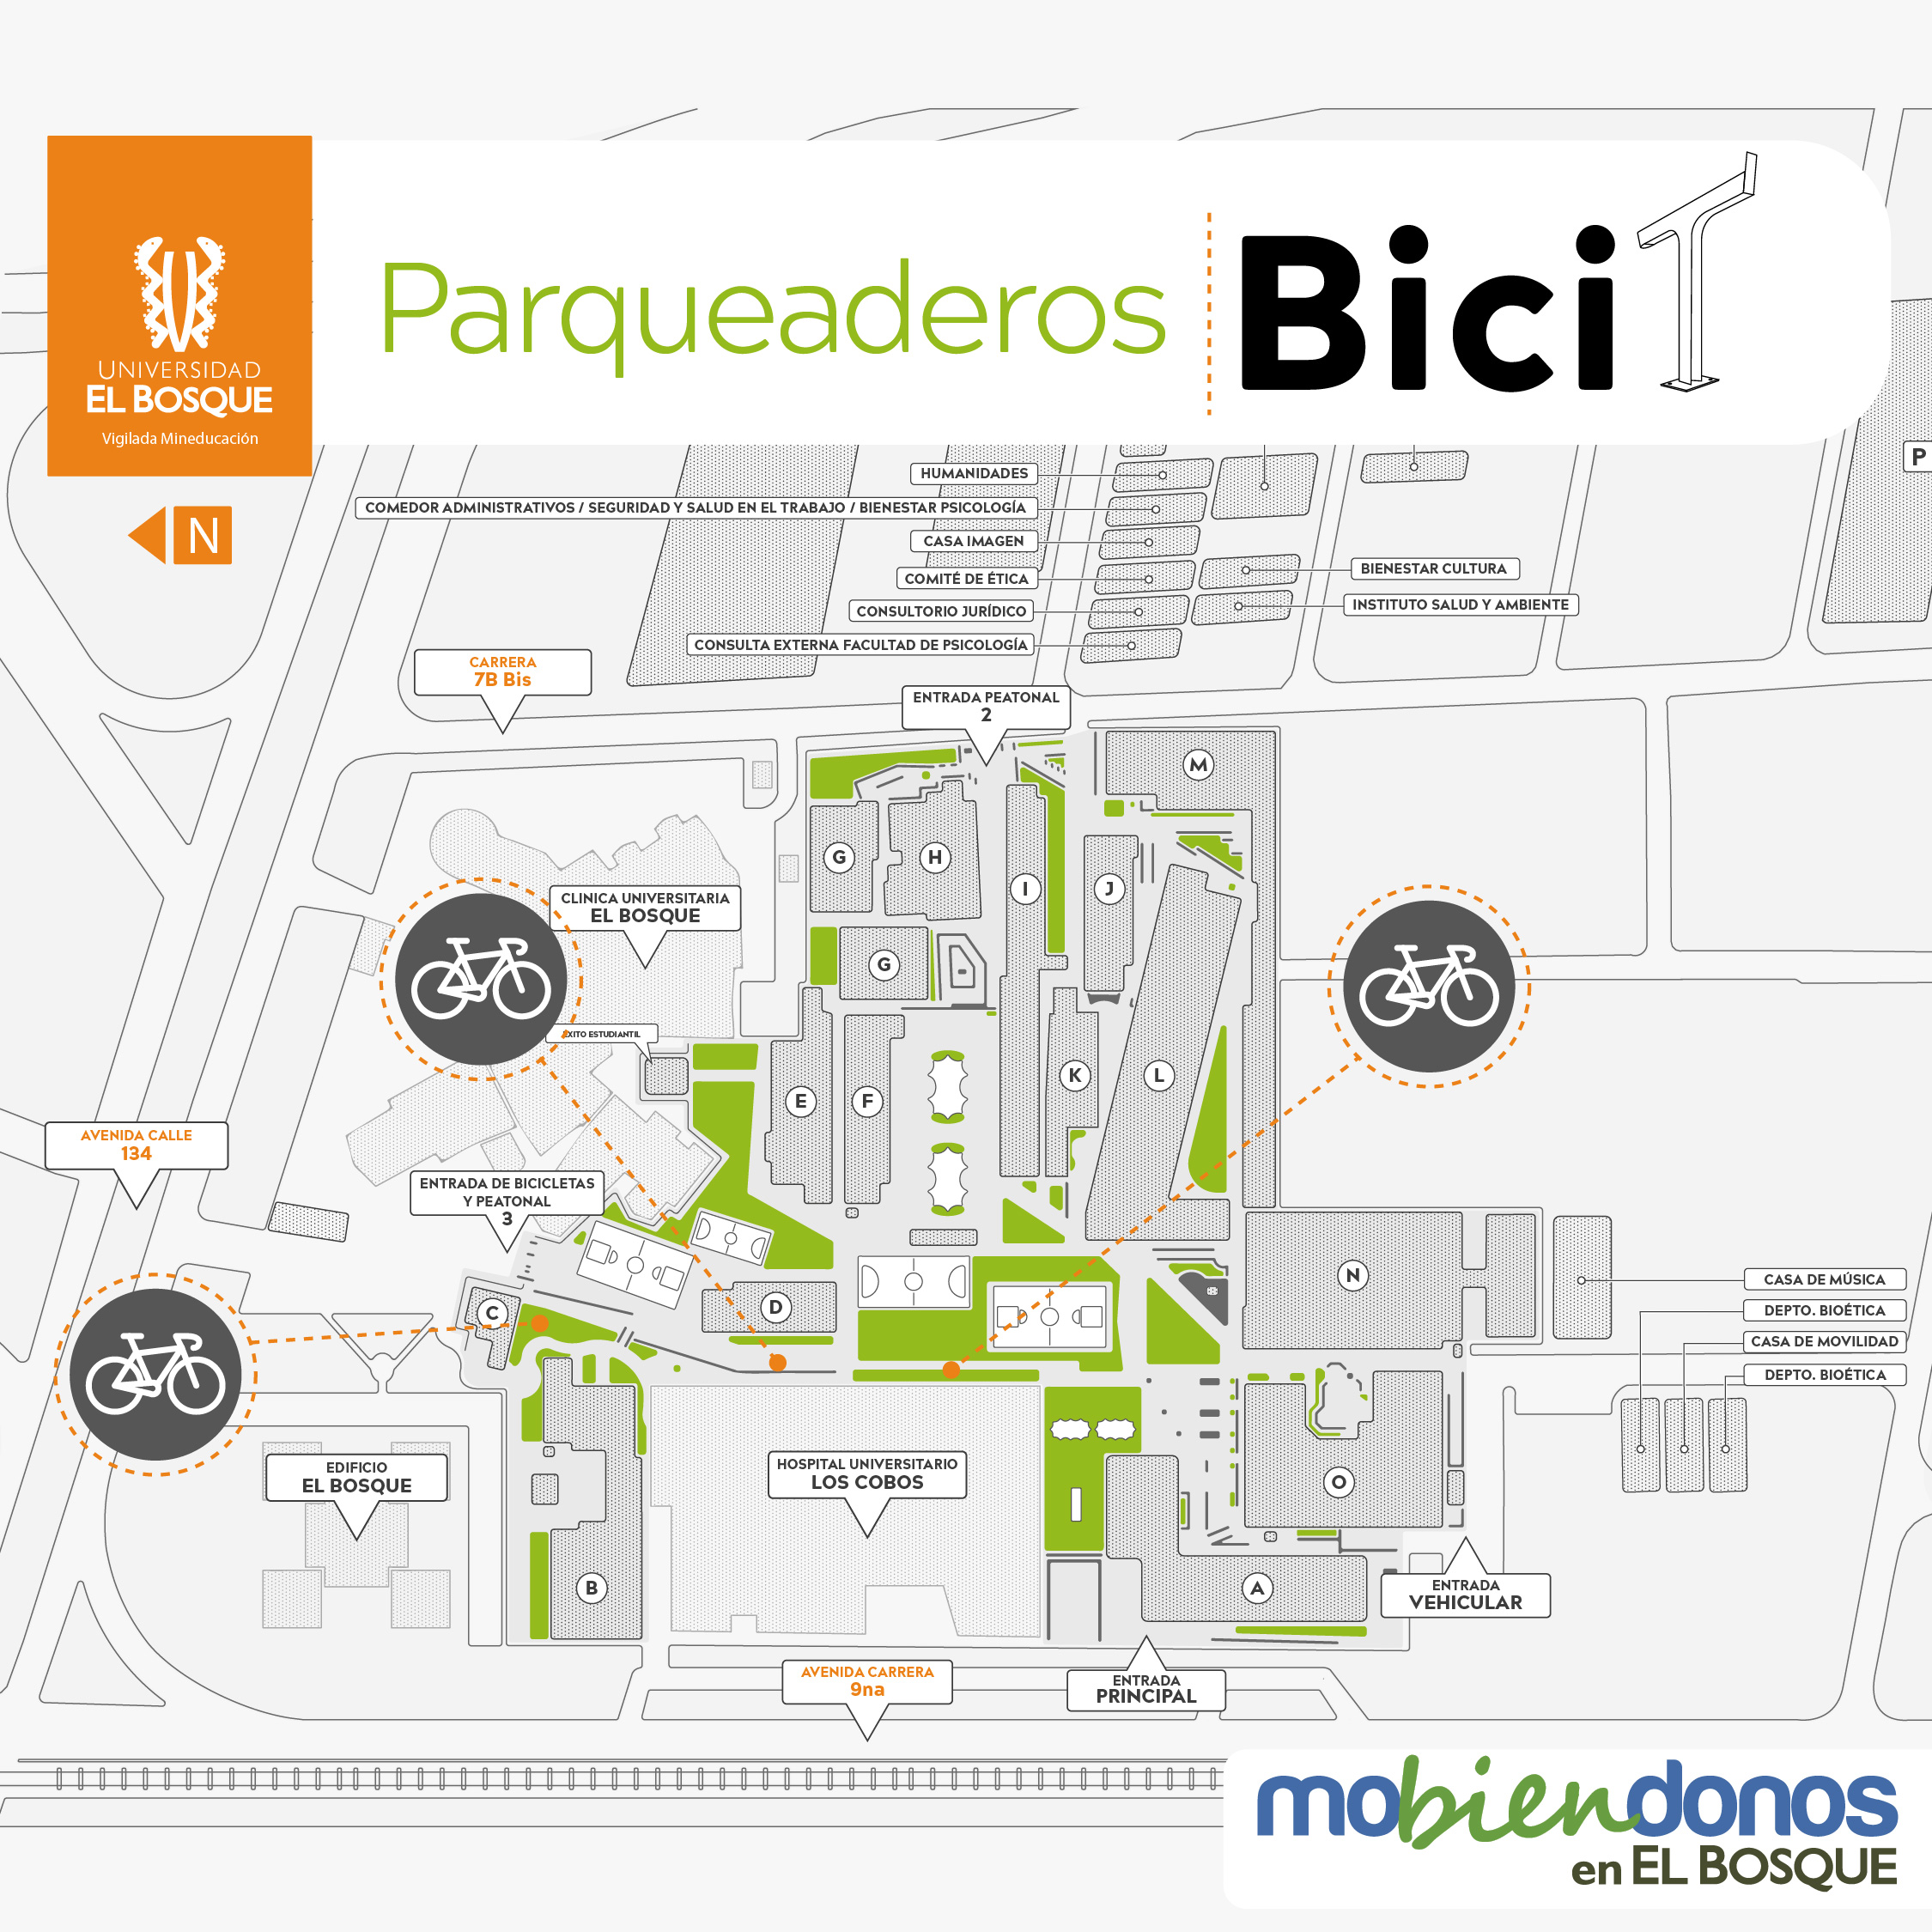 UNIVERSIDAD
EL BOSQUE
Vigilada Mineducación
Parqueaderos
Bici
N
P
HUMANIDADES
COMEDOR ADMINISTRATIVOS / SEGURIDAD Y SALUD EN EL TRABAJO / BIENESTAR PSICOLOGÍA
CASA IMAGEN
COMITÉ DE ÉTICA
BIENESTAR CULTURA
CONSULTORIO JURÍDICO
INSTITUTO SALUD Y AMBIENTE
CONSULTA EXTERNA FACULTAD DE PSICOLOGÍA
CARRERA
7B Bis
ENTRADA PEATONAL
2
M
G
H
I
J
CLINICA UNIVERSITARIA
EL BOSQUE
G
ÉXITO ESTUDIANTIL
E
F
K
L
AVENIDA CALLE
134
ENTRADA DE BICICLETAS
Y PEATONAL
3
C
D
N
CASA DE MÚSICA
DEPTO. BIOÉTICA
CASA DE MOVILIDAD
DEPTO. BIOÉTICA
EDIFICIO
EL BOSQUE
HOSPITAL UNIVERSITARIO
LOS COBOS
O
B
A
ENTRADA
VEHICULAR
AVENIDA CARRERA
9na
ENTRADA
PRINCIPAL
mobiendonos
en EL BOSQUE